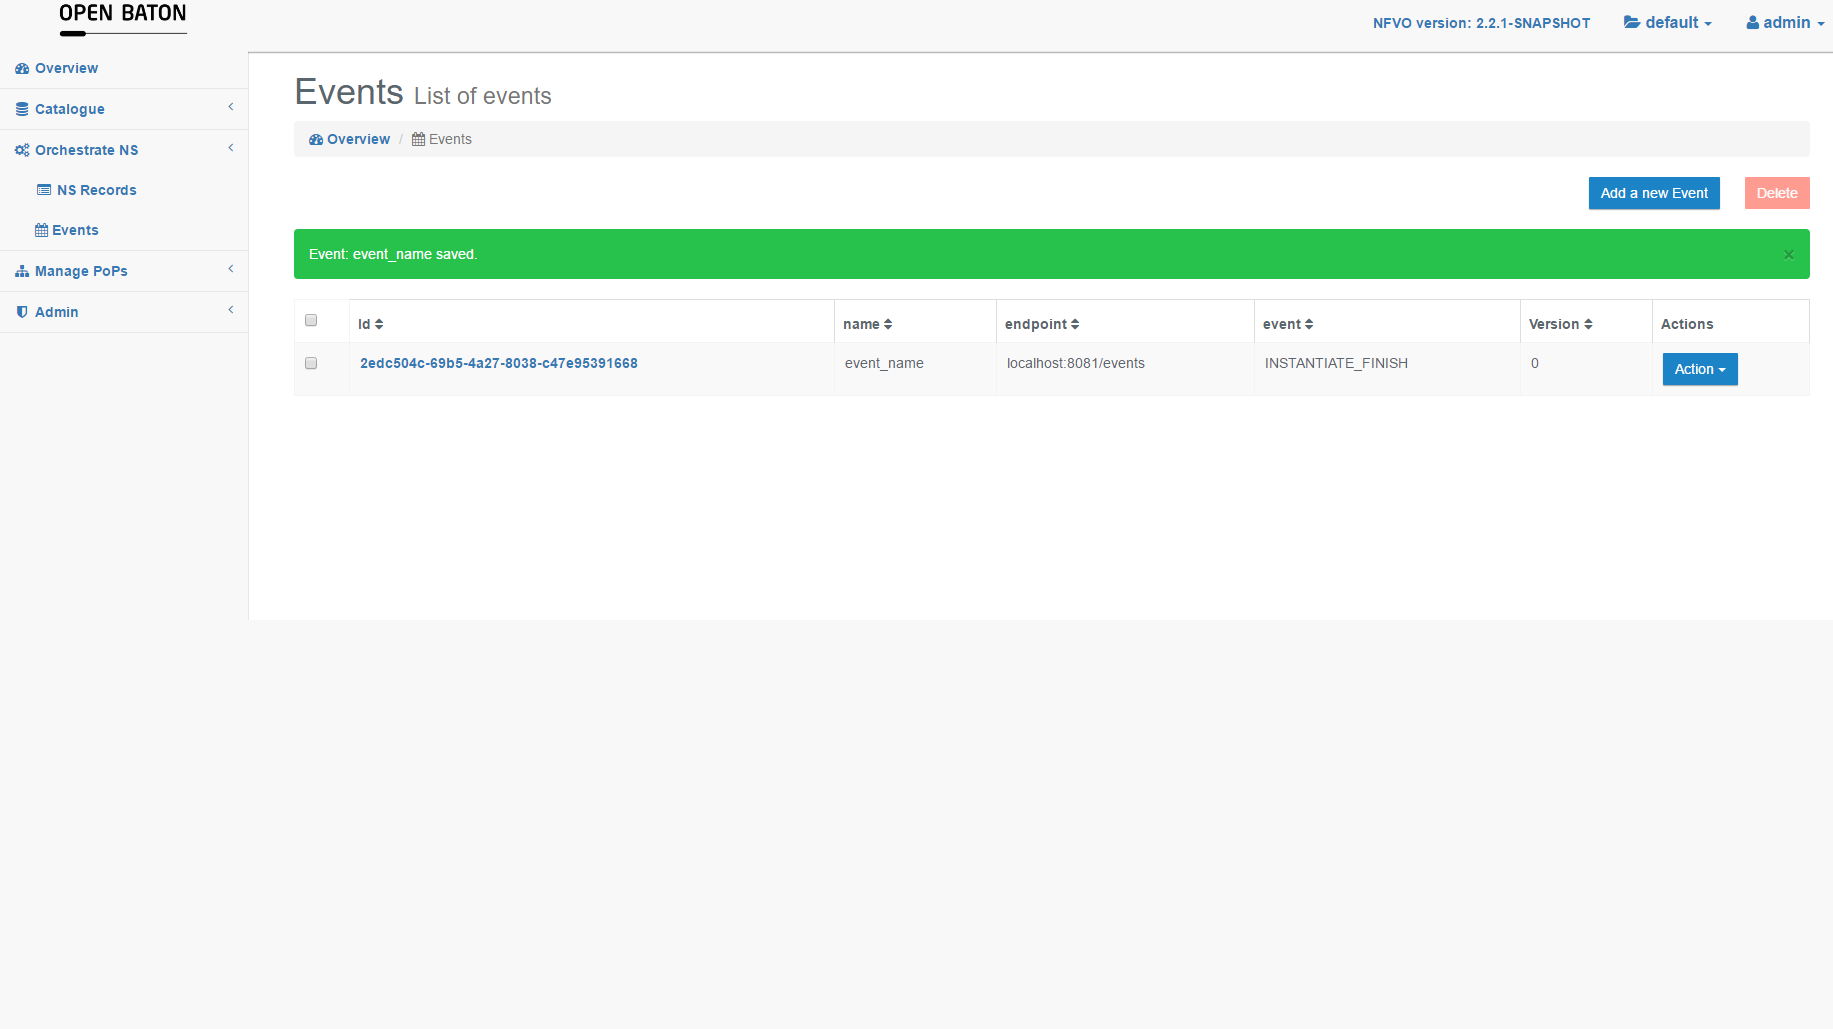 OPEN BATON
NFVO version: 2.2.1-SNAPSHOT
default
admin
Overview
Catalogue
Orchestrate NS
NS Records
Events
Manage PoPs
Admin
Events List of events
Overview / Events
Add a new Event
Delete
Event: event_name saved.
×
Id name endpoint event Version Actions
2edc504c-69b5-4a27-8038-c47e95391668 event_name localhost:8081/events INSTANTIATE_FINISH 0 Action